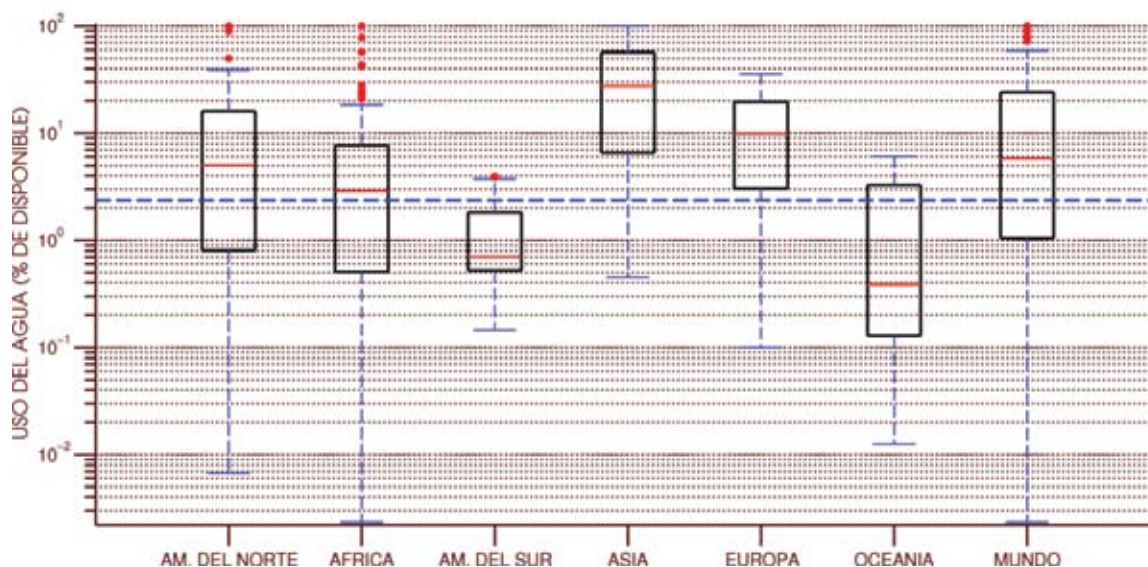 USO DEL AGUA (% DE DISPONIBLE)
10²
10¹
10⁰
10⁻¹
10⁻²
AM. DEL NORTE AFRICA AM. DEL SUR ASIA EUROPA OCEANIA MUNDO